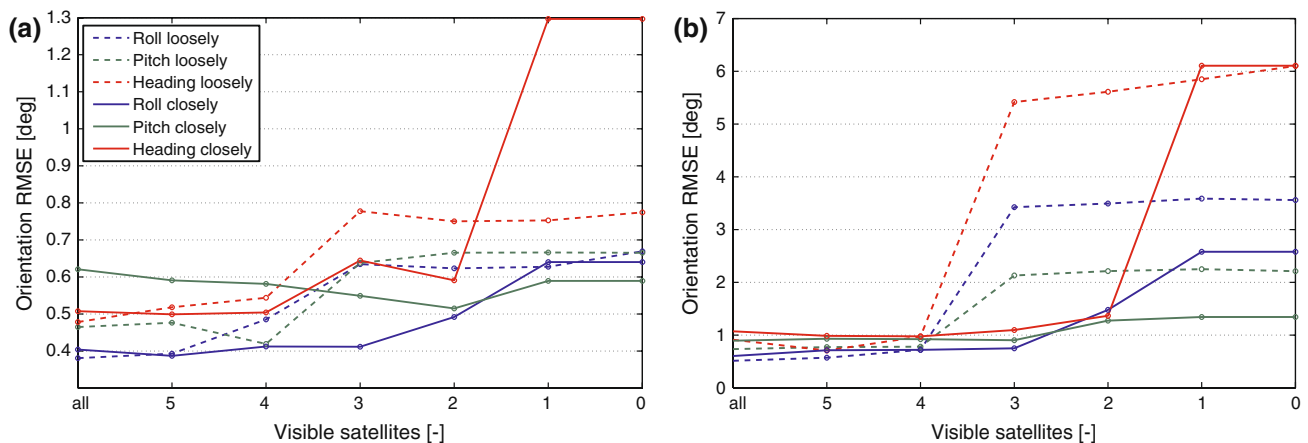 (a)
Orientation RMSE [deg]
1.3
1.2
1.1
1
0.9
0.8
0.7
0.6
0.5
0.4
Roll loosely
Pitch loosely
Heading loosely
Roll closely
Pitch closely
Heading closely
all 5 4 3 2 1 0
Visible satellites [-]
(b)
Orientation RMSE [deg]
7
6
5
4
3
2
1
0
all 5 4 3 2 1 0
Visible satellites [-]